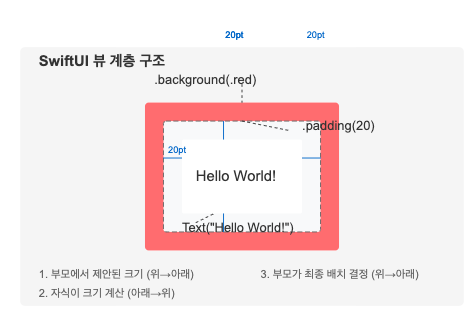 20pt 20pt
SwiftUI 뷰 계층 구조
.background(.red)
.padding(20)
20pt
Hello World!
Text("Hello World!")
1. 부모에서 제안된 크기 (위→아래)
3. 부모가 최종 배치 결정 (위→아래)
2. 자식이 크기 계산 (아래→위)